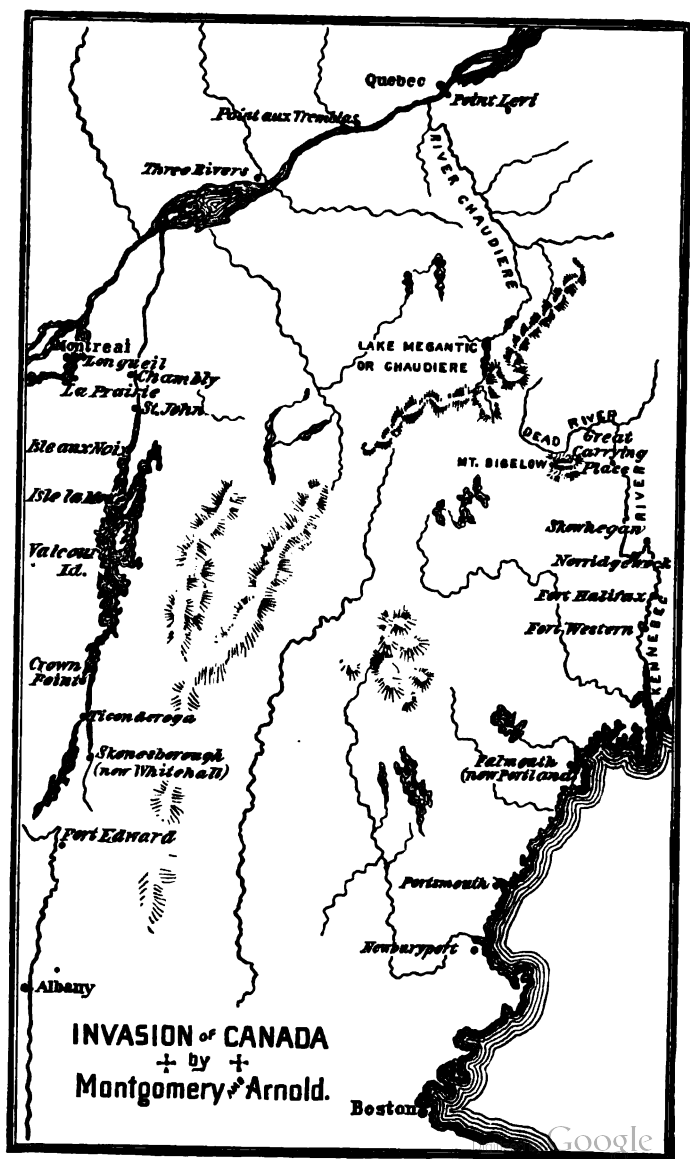 Quebec
Point Levi
Point aux Trembles
Three Rivers
RIVER CHAUDIERE
Montreal
Longueil
Chambly
La Prairie
St. John
LAKE MEGANTIC
OR CHAUDIERE
DEAD RIVER
Great
Carrying
Place
MT. BIGELOW
Isle aux Noix
Valcour
Id.
Skowhegan
Norridgewock
Fort Halifax
Fort Western
KENNEBEC RIVER
Crown
Point
Ticonderoga
Skenesborough
(now Whitehall)
Falmouth
(now Portland)
Fort Edward
Portsmouth
Newburyport
Albany
INVASION of CANADA
by
Montgomery and Arnold.
Boston
Google